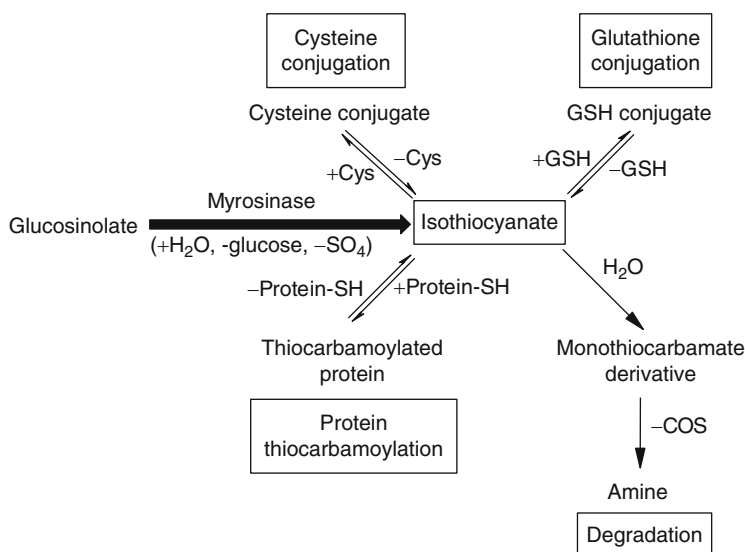 Cysteine
conjugation
Glutathione
conjugation
Cysteine conjugate
GSH conjugate
−Cys
+Cys
+GSH
−GSH
Myrosinase
Glucosinolate
Isothiocyanate
(+H₂O, -glucose, −SO₄)
−Protein-SH
+Protein-SH
H₂O
Thiocarbamoylated
protein
Monothiocarbamate
derivative
Protein
thiocarbamoylation
−COS
Amine
Degradation